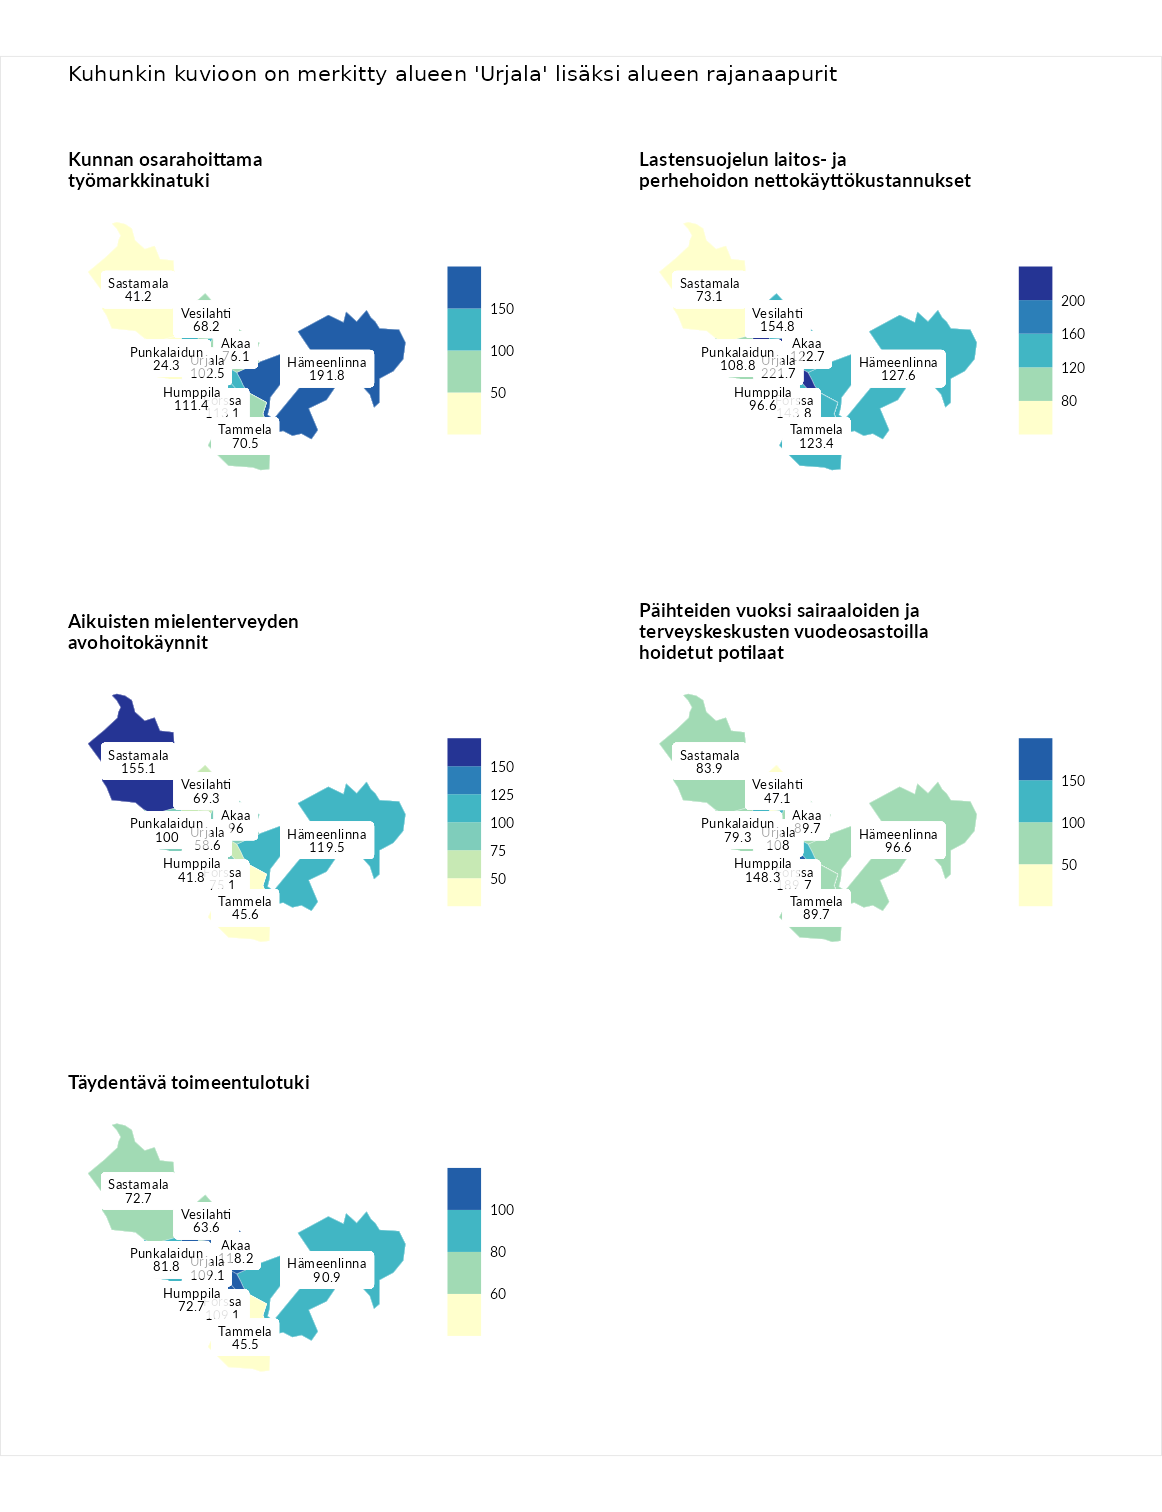 Kuhunkin kuvioon on merkitty alueen 'Urjala' lisäksi alueen rajanaapurit
Kunnan osarahoittama
työmarkkinatuki
Sastamala
41.2
Vesilahti
68.2
Akaa
76.1
Punkalaidun
24.3
Urjala
102.5
Hämeenlinna
191.8
Humppila
111.4
Tammela
70.5
150
100
50
Lastensuojelun laitos- ja
perhehoidon nettokäyttökustannukset
Sastamala
73.1
Vesilahti
154.8
Akaa
122.7
Punkalaidun
108.8
Urjala
221.7
Hämeenlinna
127.6
Humppila
96.6
Tammela
123.4
200
160
120
80
Aikuisten mielenterveyden
avohoitokäynnit
Sastamala
155.1
Vesilahti
69.3
Akaa
96
Punkalaidun
100
Urjala
58.6
Hämeenlinna
119.5
Humppila
41.8
Tammela
45.6
150
125
100
75
50
Päihteiden vuoksi sairaaloiden ja
terveyskeskusten vuodeosastoilla
hoidetut potilaat
Sastamala
83.9
Vesilahti
47.1
Akaa
89.7
Punkalaidun
79.3
Urjala
108
Hämeenlinna
96.6
Humppila
148.3
Tammela
89.7
150
100
50
Täydentävä toimeentulotuki
Sastamala
72.7
Vesilahti
63.6
Akaa
118.2
Punkalaidun
81.8
Urjala
109.1
Hämeenlinna
90.9
Humppila
72.7
Tammela
45.5
100
80
60